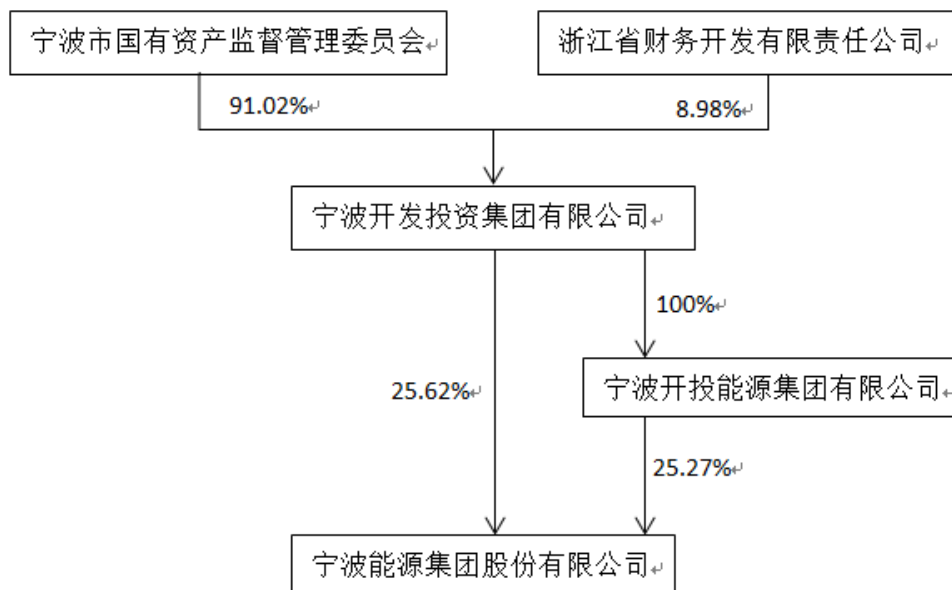 宁波市国有资产监督管理委员会
浙江省财务开发有限责任公司
91.02%
8.98%
宁波开发投资集团有限公司
100%
25.62%
宁波开投能源集团有限公司
25.27%
宁波能源集团股份有限公司